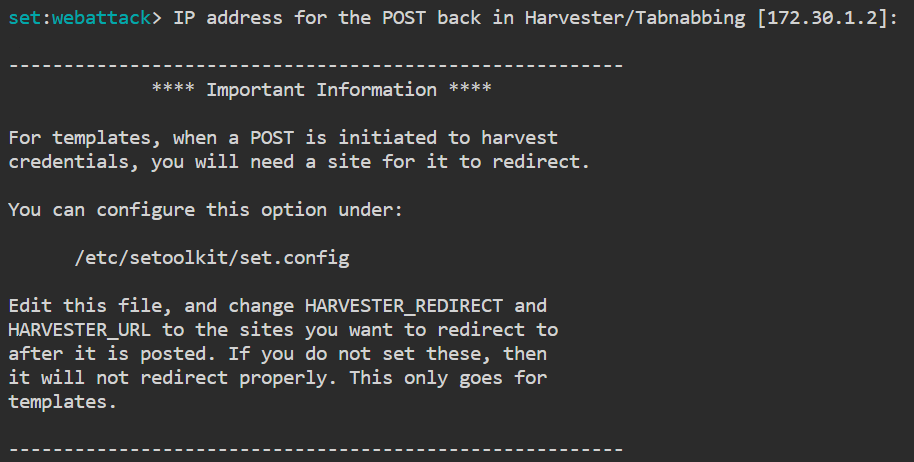 set:webattack> IP address for the POST back in Harvester/Tabnabbing [172.30.1.2]:
---------------------------------------------------------
**** Important Information ****
For templates, when a POST is initiated to harvest
credentials, you will need a site for it to redirect.
You can configure this option under:
/etc/setoolkit/set.config
Edit this file, and change HARVESTER_REDIRECT and
HARVESTER_URL to the sites you want to redirect to
after it is posted. If you do not set these, then
it will not redirect properly. This only goes for
templates.
---------------------------------------------------------